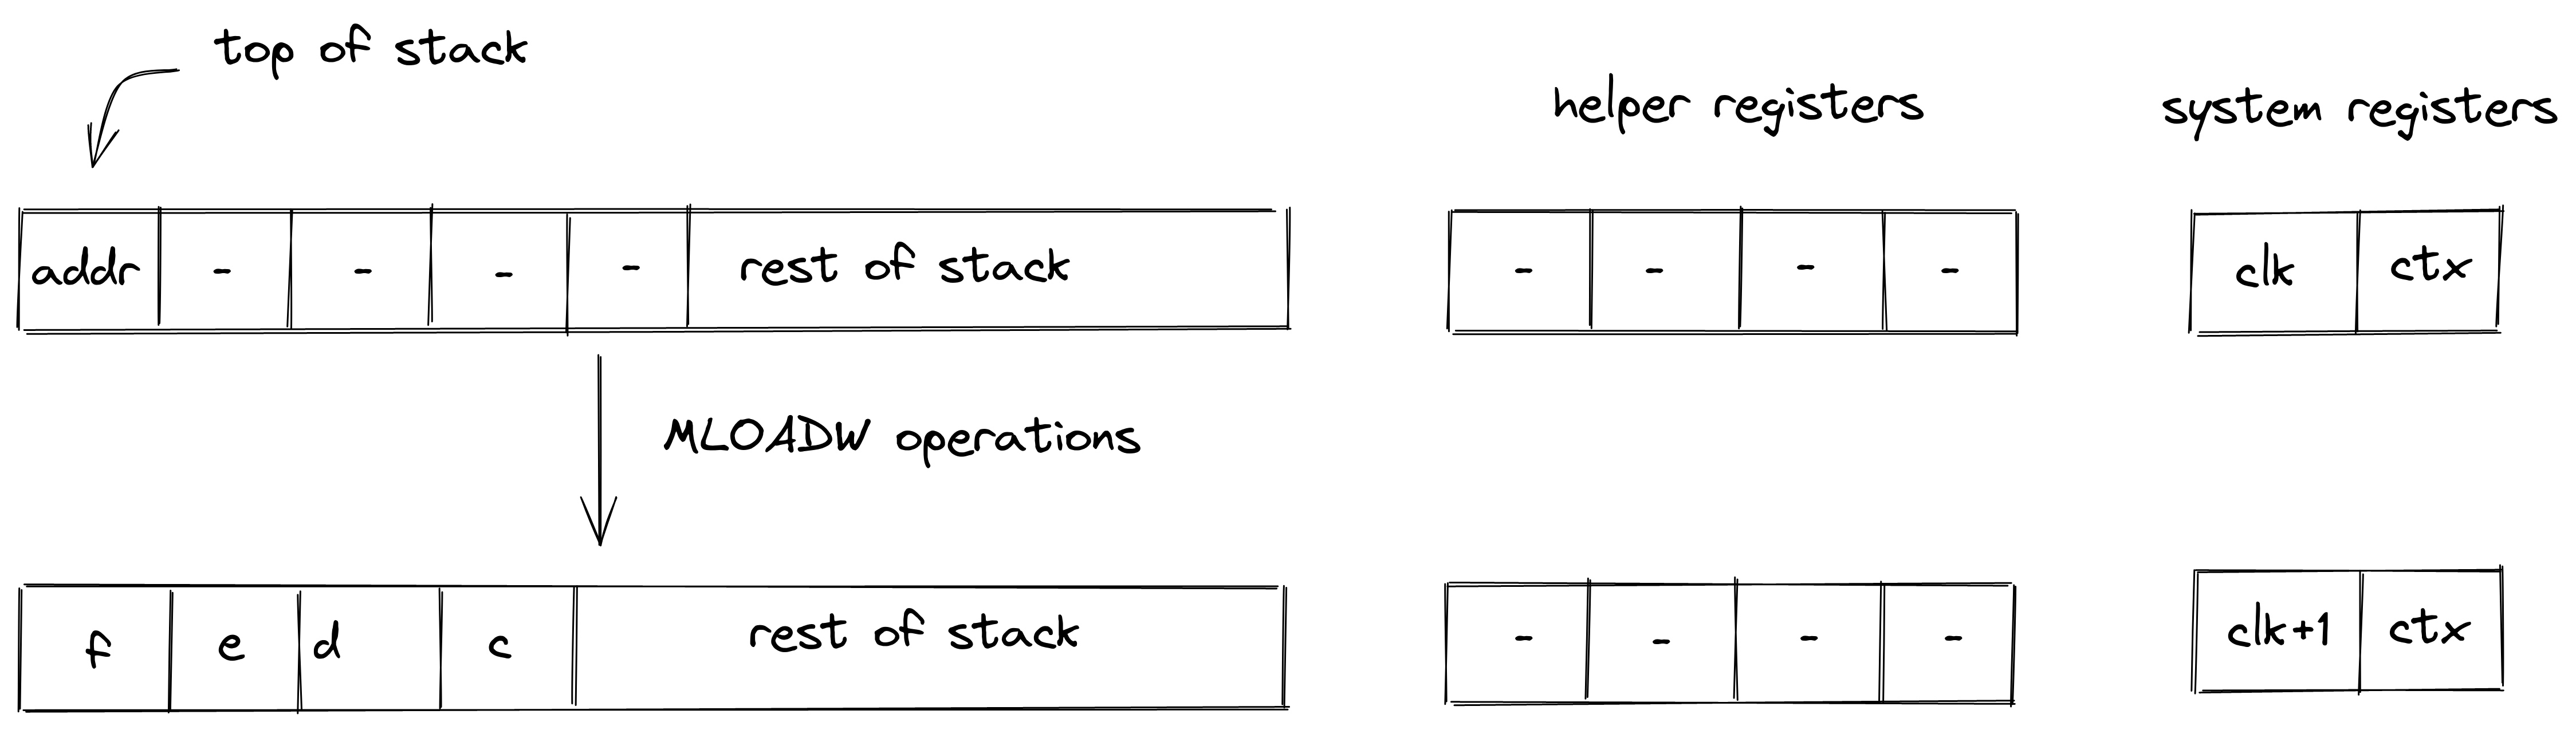 top of stack
helper registers
system registers
addr - - - - rest of stack
- - - -
clk ctx
MLOADW operations
f e d c rest of stack
- - - -
clk+1 ctx